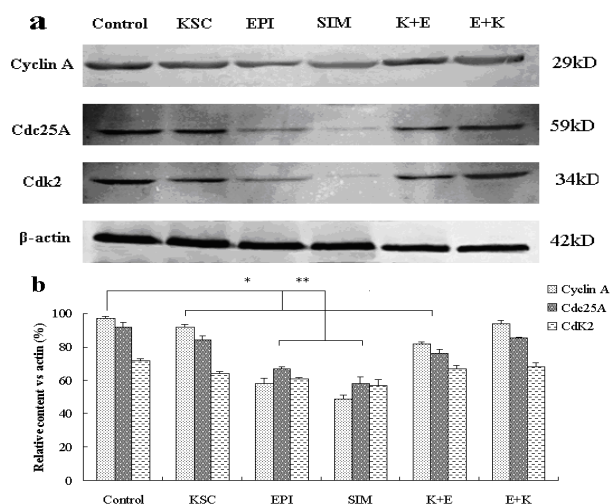 a Control KSC EPI SIM K+E E+K
Cyclin A 29kD
Cdc25A 59kD
Cdk2 34kD
β-actin 42kD
b
* **
Cyclin A
Cdc25A
CdK2
Relative content vs actin (%)
100
80
60
40
20
0
Control KSC EPI SIM K+E E+K